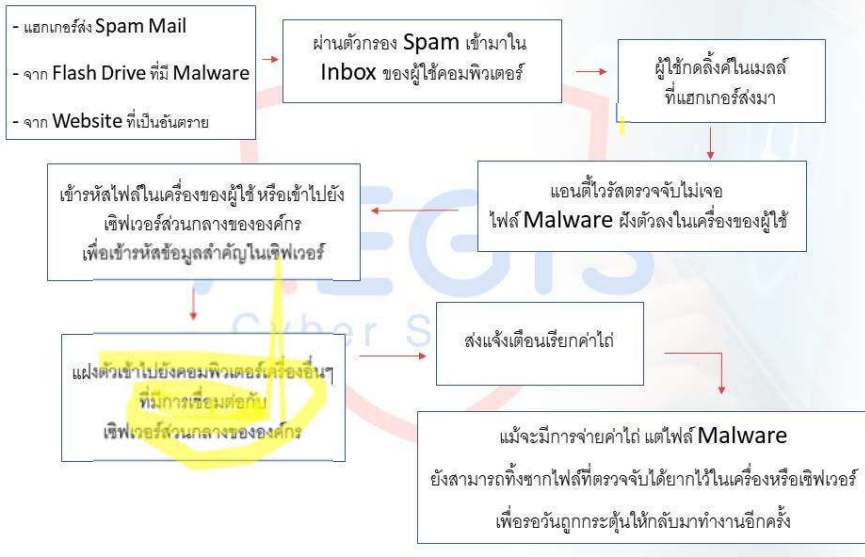 - แฮกเกอร์ส่ง Spam Mail
- จาก Flash Drive ที่มี Malware
- จาก Website ที่เป็นอันตราย
ผ่านตัวกรอง Spam เข้ามาใน
Inbox ของผู้ใช้คอมพิวเตอร์
ผู้ใช้กดลิ้งค์ในเมลล์
ที่แฮกเกอร์ส่งมา
แอนตี้ไวรัสตรวจจับไม่เจอ
ไฟล์ Malware ฝังตัวลงในเครื่องของผู้ใช้
เข้ารหัสไฟล์ในเครื่องของผู้ใช้ หรือเข้าไปยัง
เซิฟเวอร์ส่วนกลางขององค์กร
เพื่อเข้ารหัสข้อมูลสำคัญในเซิฟเวอร์
แฝงตัวเข้าไปยังคอมพิวเตอร์เครื่องอื่นๆ
ที่มีการเชื่อมต่อกับ
เซิฟเวอร์ส่วนกลางขององค์กร
ส่งแจ้งเตือนเรียกค่าไถ่
แม้จะมีการจ่ายค่าไถ่ แต่ไฟล์ Malware
ยังสามารถทิ้งซากไฟล์ที่ตรวจจับได้ยากไว้ในเครื่องหรือเซิฟเวอร์
เพื่อรอวันถูกกระตุ้นให้กลับมาทำงานอีกครั้ง
AEGIS
Cyber S